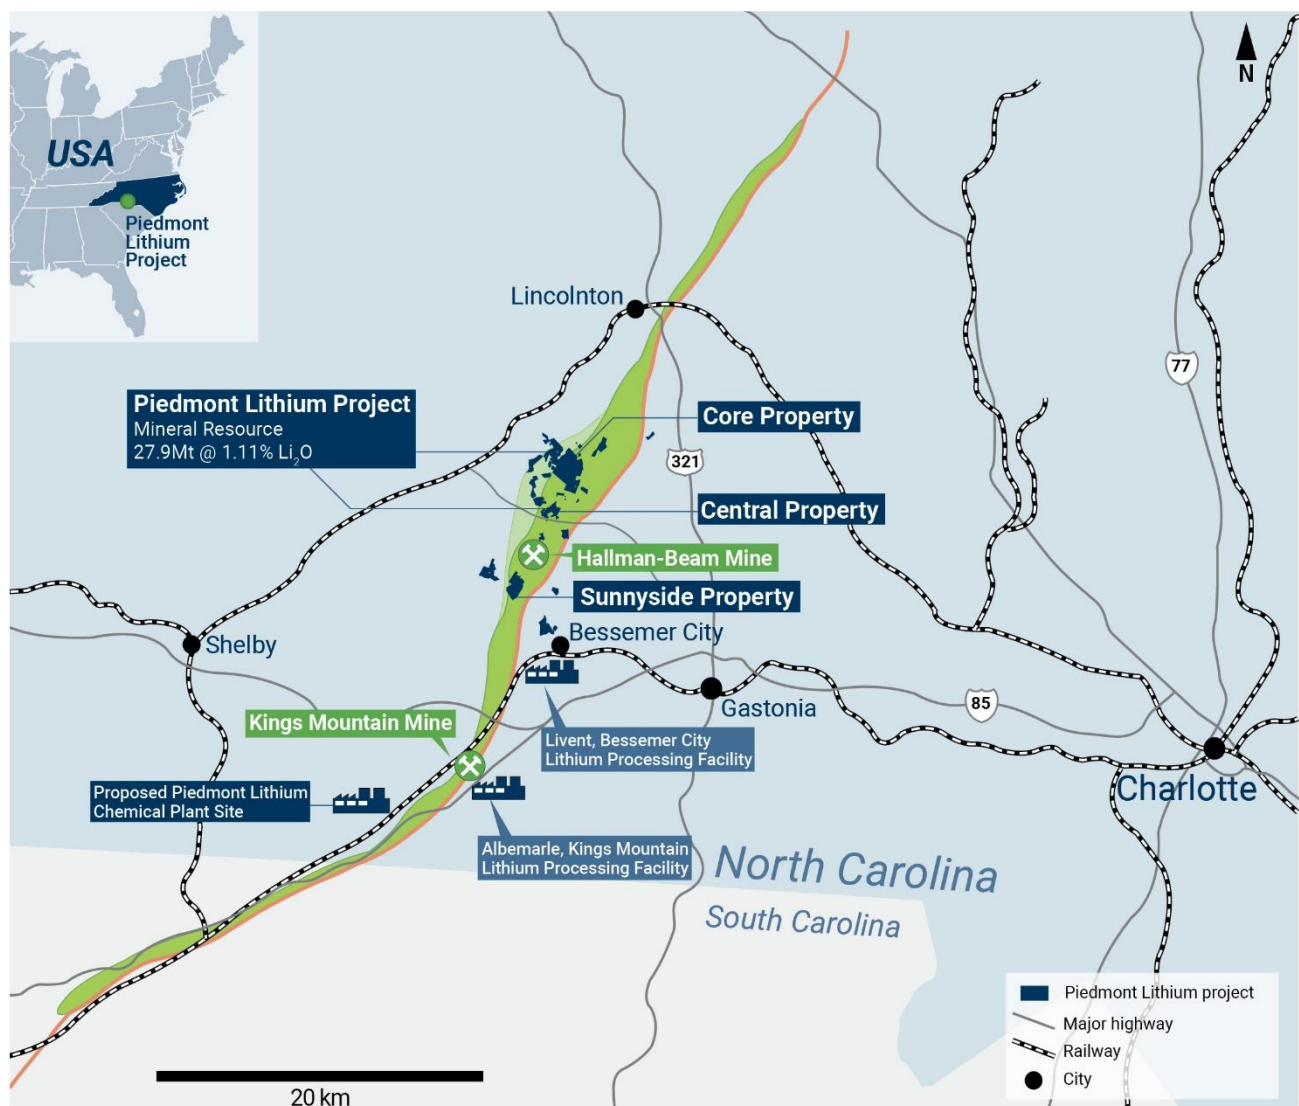 USA
Piedmont
Lithium
Project
N
Lincolnton
77
Piedmont Lithium Project
Mineral Resource
27.9Mt @ 1.11% Li₂O
Core Property
321
Central Property
Hallman-Beam Mine
Sunnyside Property
Shelby
Bessemer City
Gastonia
85
Kings Mountain Mine
Livent, Bessemer City
Lithium Processing Facility
Charlotte
Proposed Piedmont Lithium
Chemical Plant Site
Albemarle, Kings Mountain
Lithium Processing Facility
North Carolina
South Carolina
Piedmont Lithium project
Major highway
Railway
City
20 km